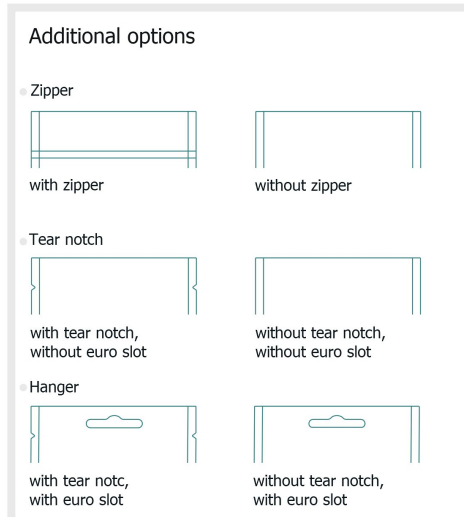 Additional options
Zipper
with zipper
without zipper
Tear notch
with tear notch,
without euro slot
without tear notch,
without euro slot
Hanger
with tear notc,
with euro slot
without tear notch,
with euro slot